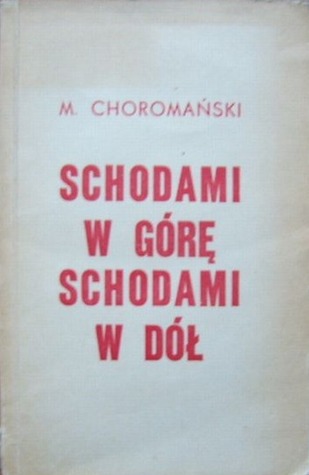 M. CHOROMAŃSKI
SCHODAMI
W GÓRĘ
SCHODAMI
W DÓŁ